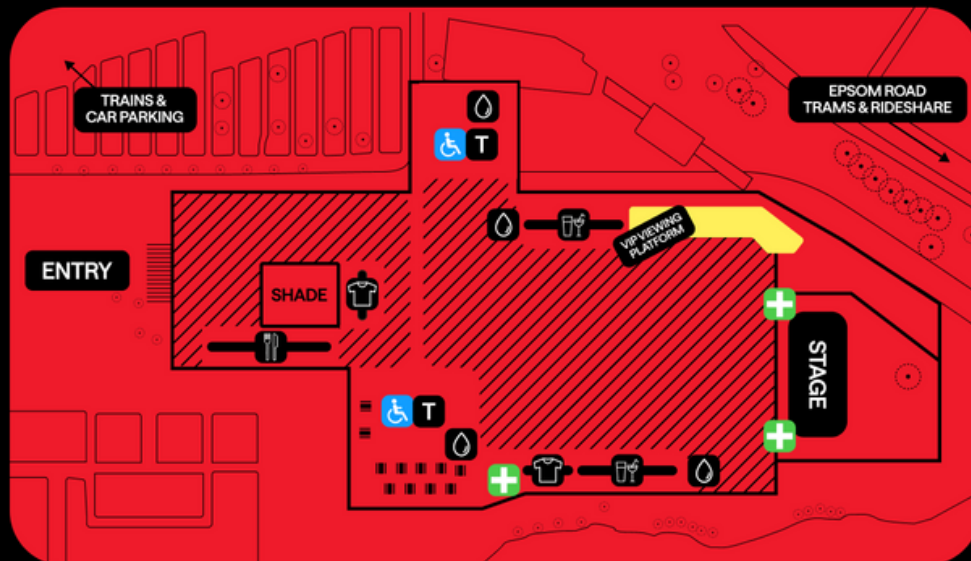 TRAINS &
CAR PARKING
EPSOM ROAD
TRAMS & RIDESHARE
T
VIP VIEWING
PLATFORM
ENTRY
SHADE
STAGE
T